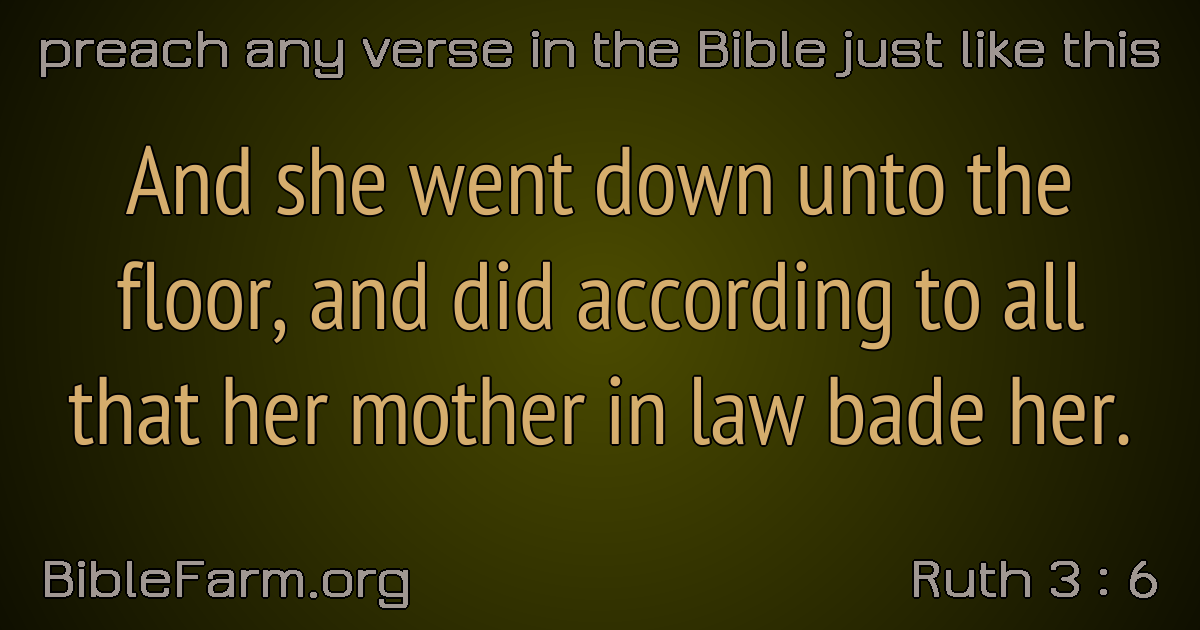 preach any verse in the Bible just like this
And she went down unto the
floor, and did according to all
that her mother in law bade her.
BibleFarm.org
Ruth 3 : 6